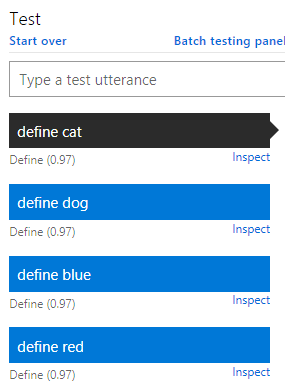 Test
Start over Batch testing panel
Type a test utterance
define cat
Define (0.97) Inspect
define dog
Define (0.97) Inspect
define blue
Define (0.97) Inspect
define red
Define (0.97) Inspect